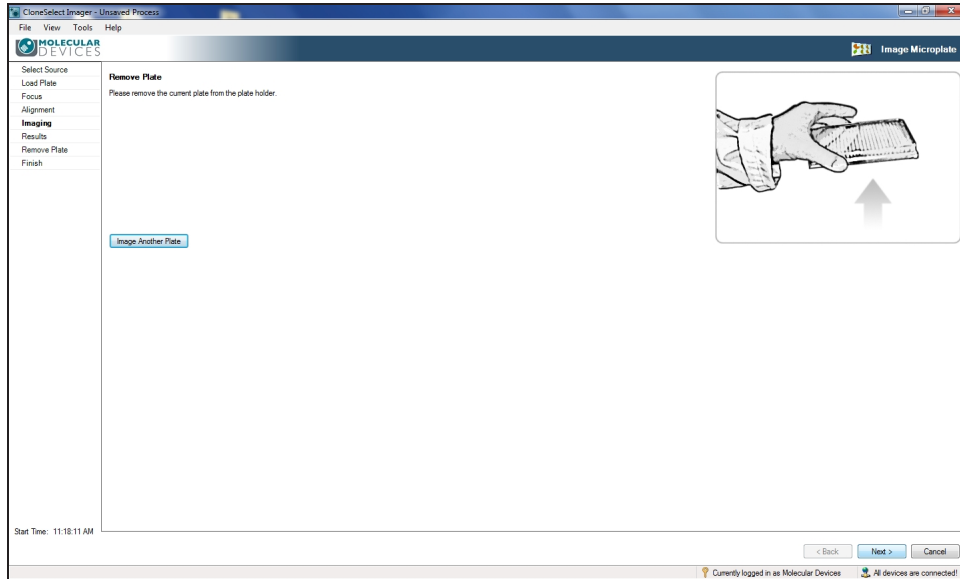 CloneSelect Imager - Unsaved Process
File View Tools Help
MOLECULAR
DEVICES
Image Microplate
Select Source
Load Plate
Focus
Alignment
Imaging
Results
Remove Plate
Finish
Remove Plate
Please remove the current plate from the plate holder.
Image Another Plate
Start Time: 11:18:11 AM
< Back Next > Cancel
Currently logged in as Molecular Devices All devices are connected!